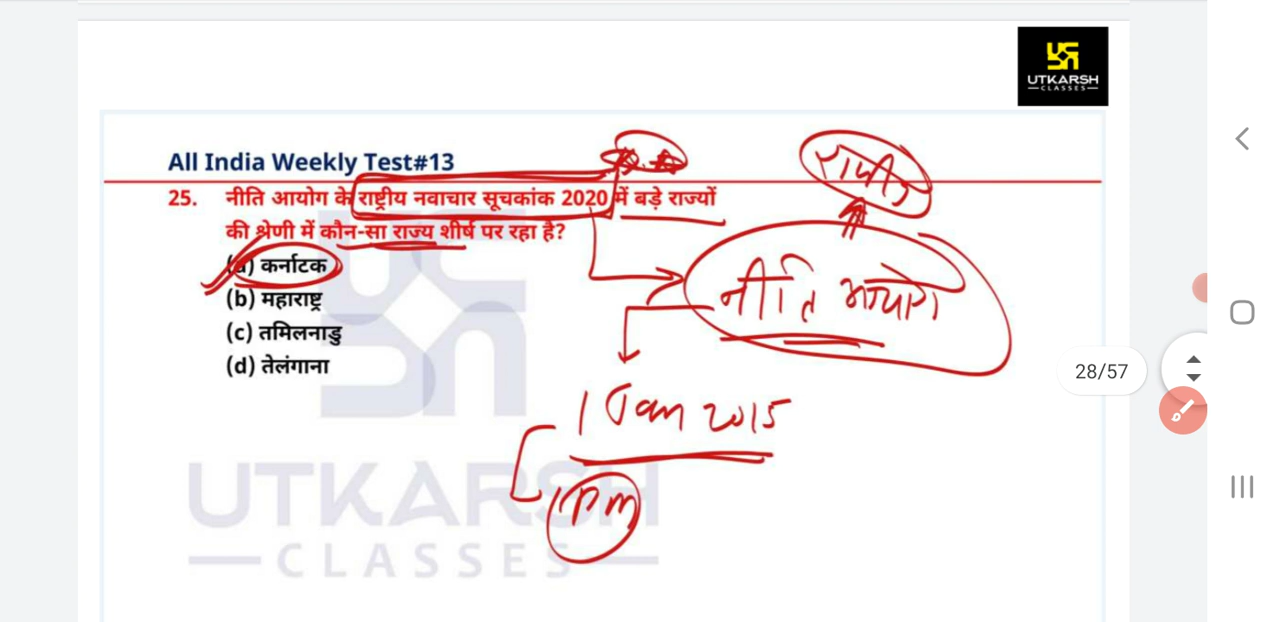 UTKARSH
CLASSES
All India Weekly Test#13
25. नीति आयोग के राष्ट्रीय नवाचार सूचकांक 2020 में बड़े राज्यों
की श्रेणी में कौन-सा राज्य शीर्ष पर रहा है?
(a) कर्नाटक
(b) महाराष्ट्र
(c) तमिलनाडु
(d) तेलंगाना
नीति आयोग
1 Jan 2015
PM
28/57
UTKARSH
CLASSES